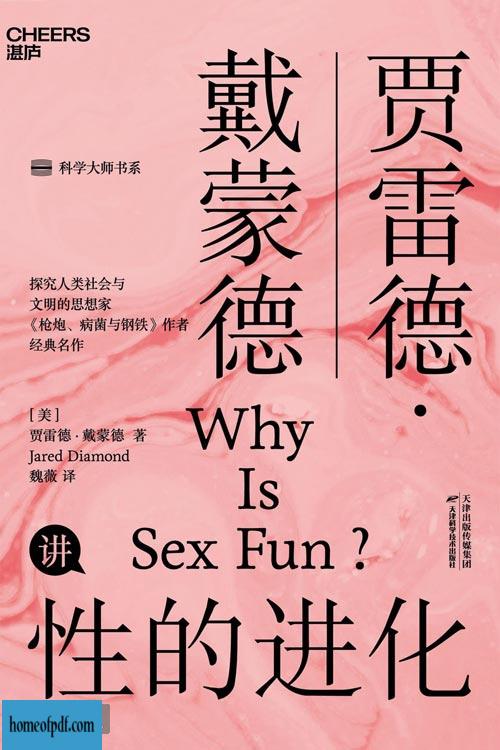 CHEERS
湛庐
贾雷德·
戴蒙德
科学大师书系
探究人类社会与
文明的思想家
《枪炮、病菌与钢铁》作者
经典名作
[美]
贾雷德·戴蒙德 著
Jared Diamond
魏薇 译
Why
Is
Sex Fun ?
讲
性的进化
天津出版传媒集团
天津科学技术出版社
homeofpdf.com